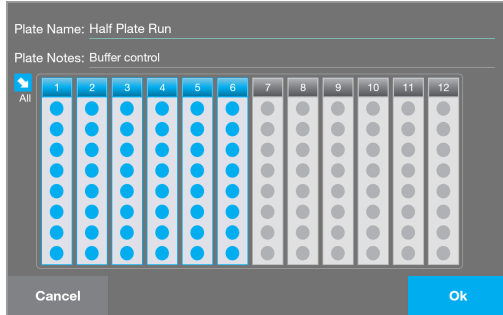 Plate Name: Half Plate Run
Plate Notes: Buffer control
All
1 2 3 4 5 6 7 8 9 10 11 12
Cancel Ok